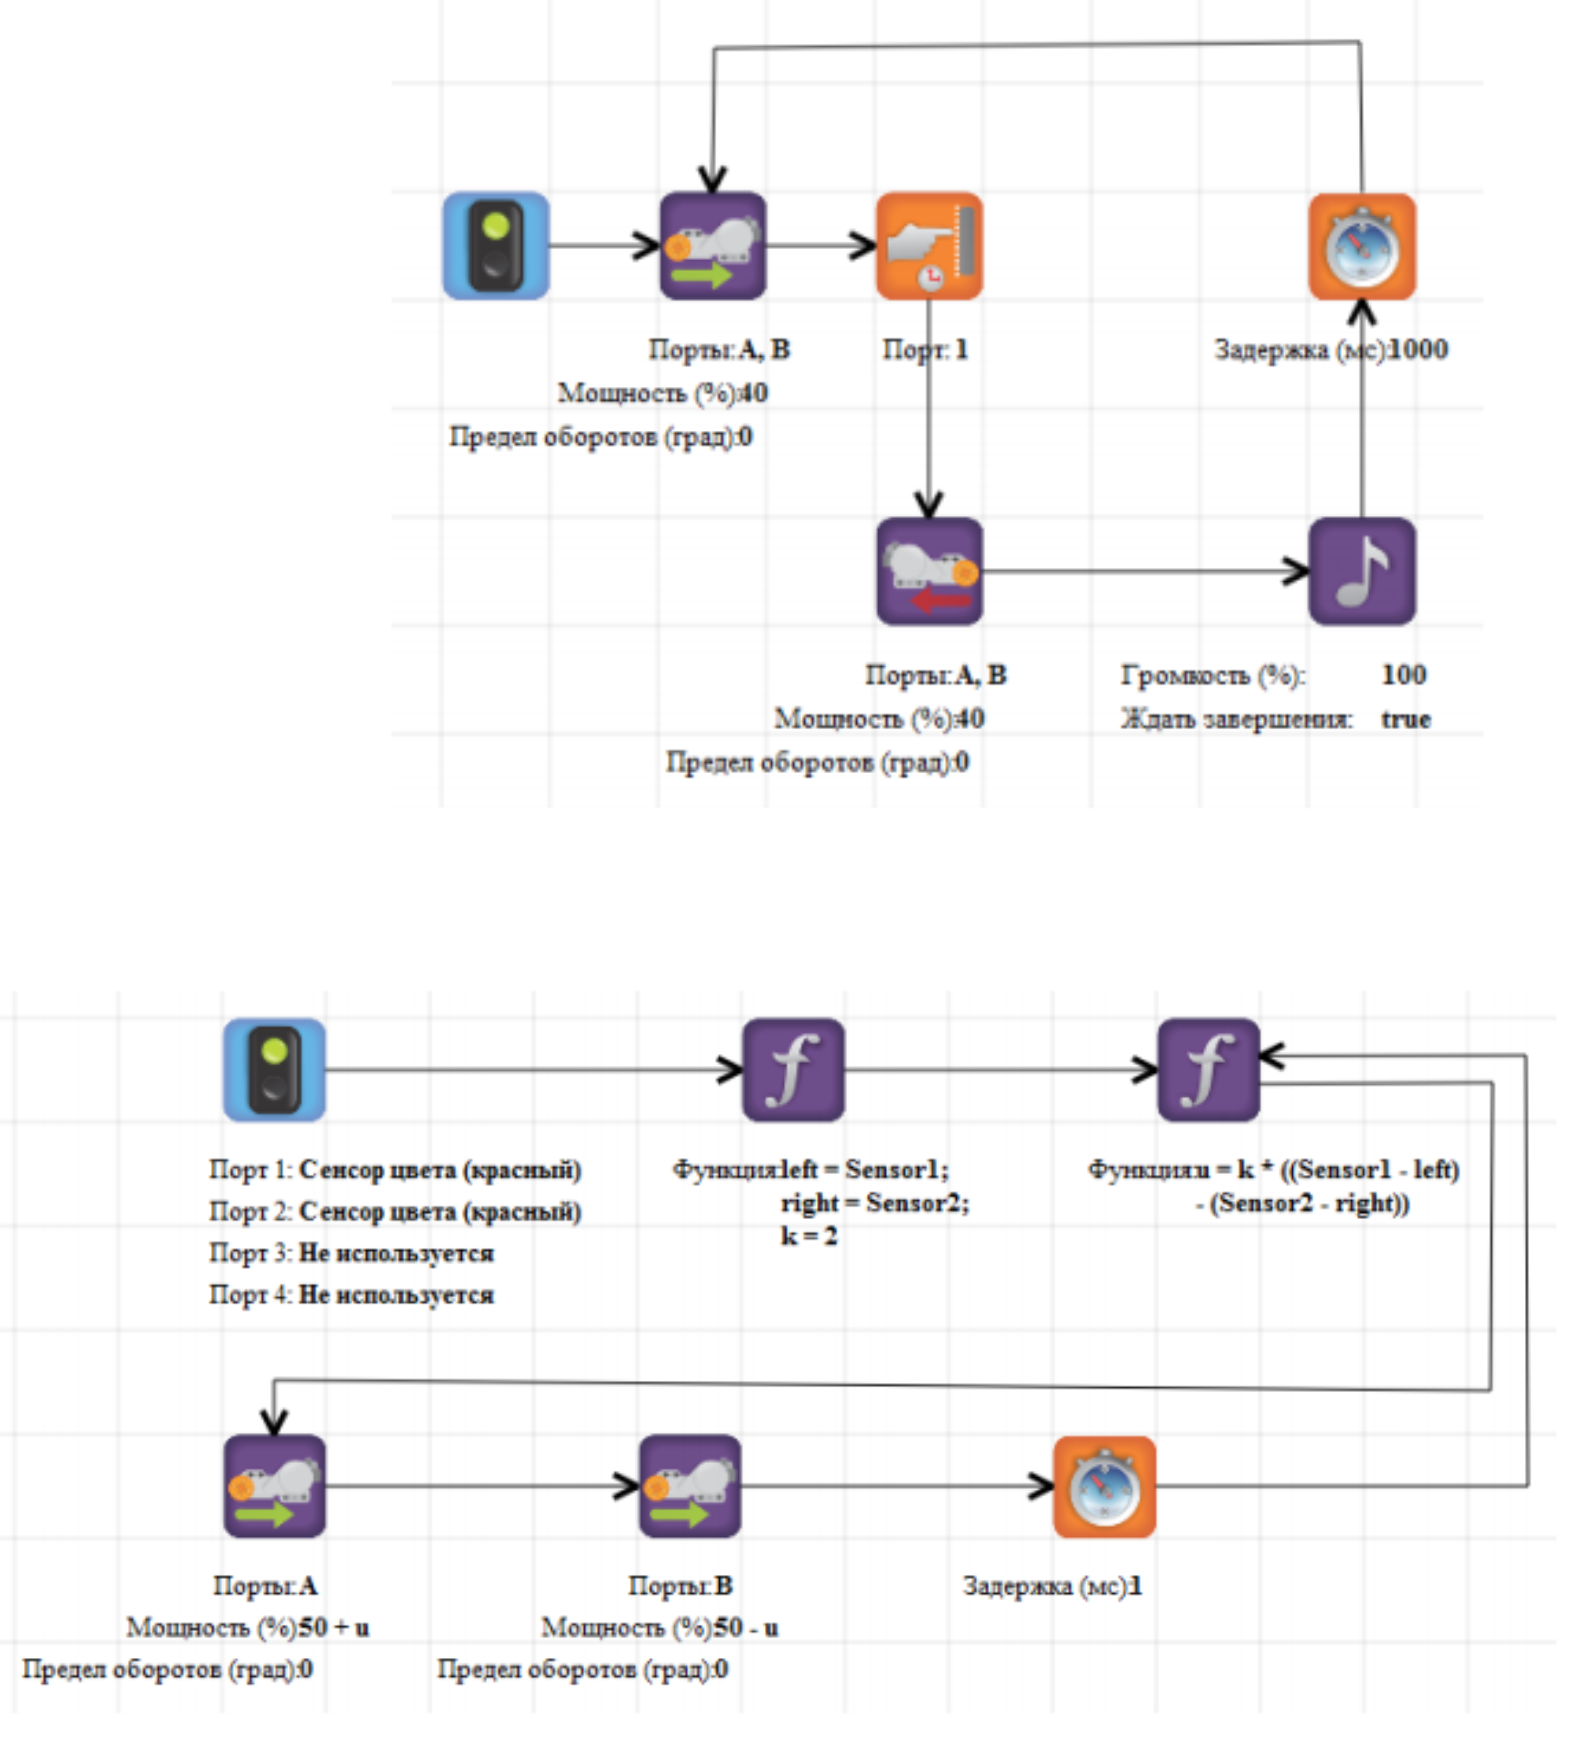 Порты: A, B
Порт: 1
Задержка (мс):1000
Мощность (%):40
Предел оборотов (град):0
Порты: A, B
Громкость (%): 100
Мощность (%):40
Ждать завершения: true
Предел оборотов (град):0
Порт 1: Сенсор цвета (красный)
Порт 2: Сенсор цвета (красный)
Порт 3: Не используется
Порт 4: Не используется
Функция:left = Sensor1;
right = Sensor2;
k = 2
Функция:u = k * ((Sensor1 - left)
- (Sensor2 - right))
Порты: A
Мощность (%):50 + u
Предел оборотов (град):0
Порты: B
Мощность (%):50 - u
Предел оборотов (град):0
Задержка (мс):1